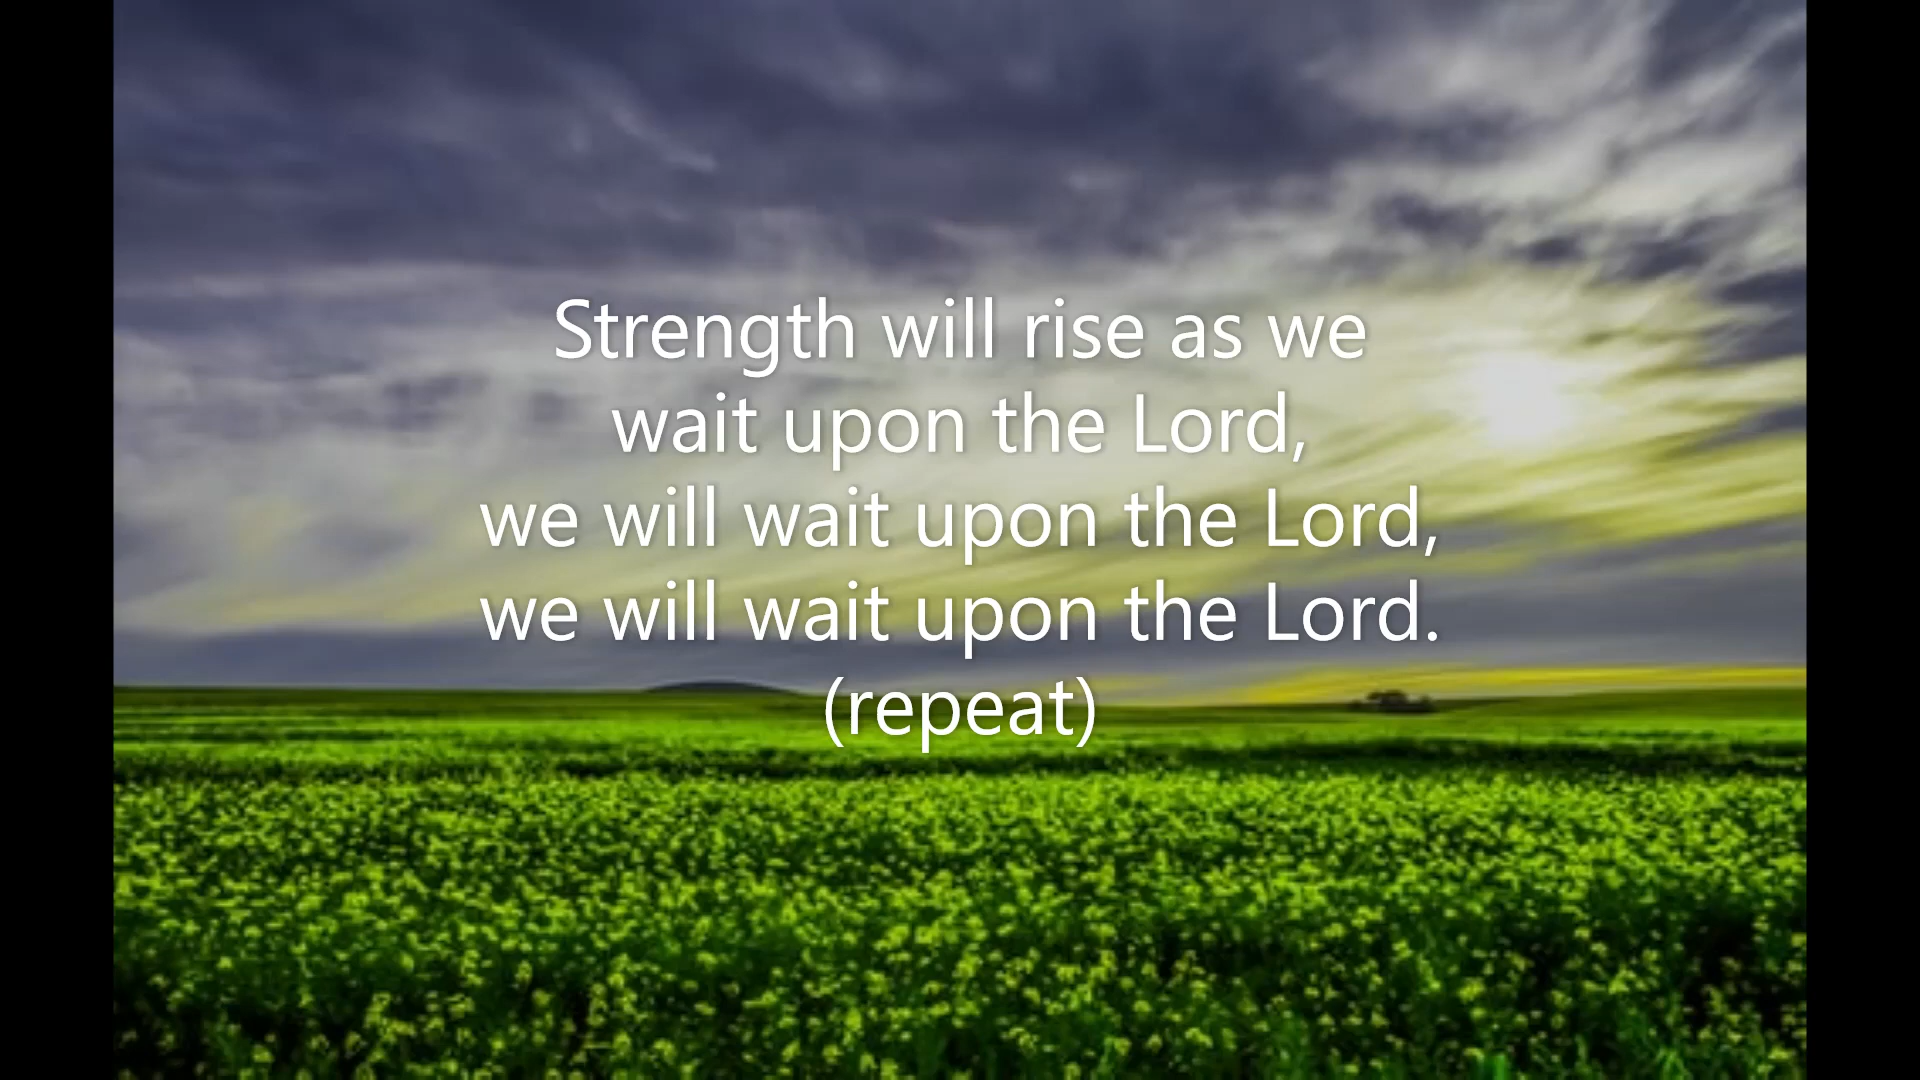 Strength will rise as we
wait upon the Lord,
we will wait upon the Lord,
we will wait upon the Lord.
(repeat)